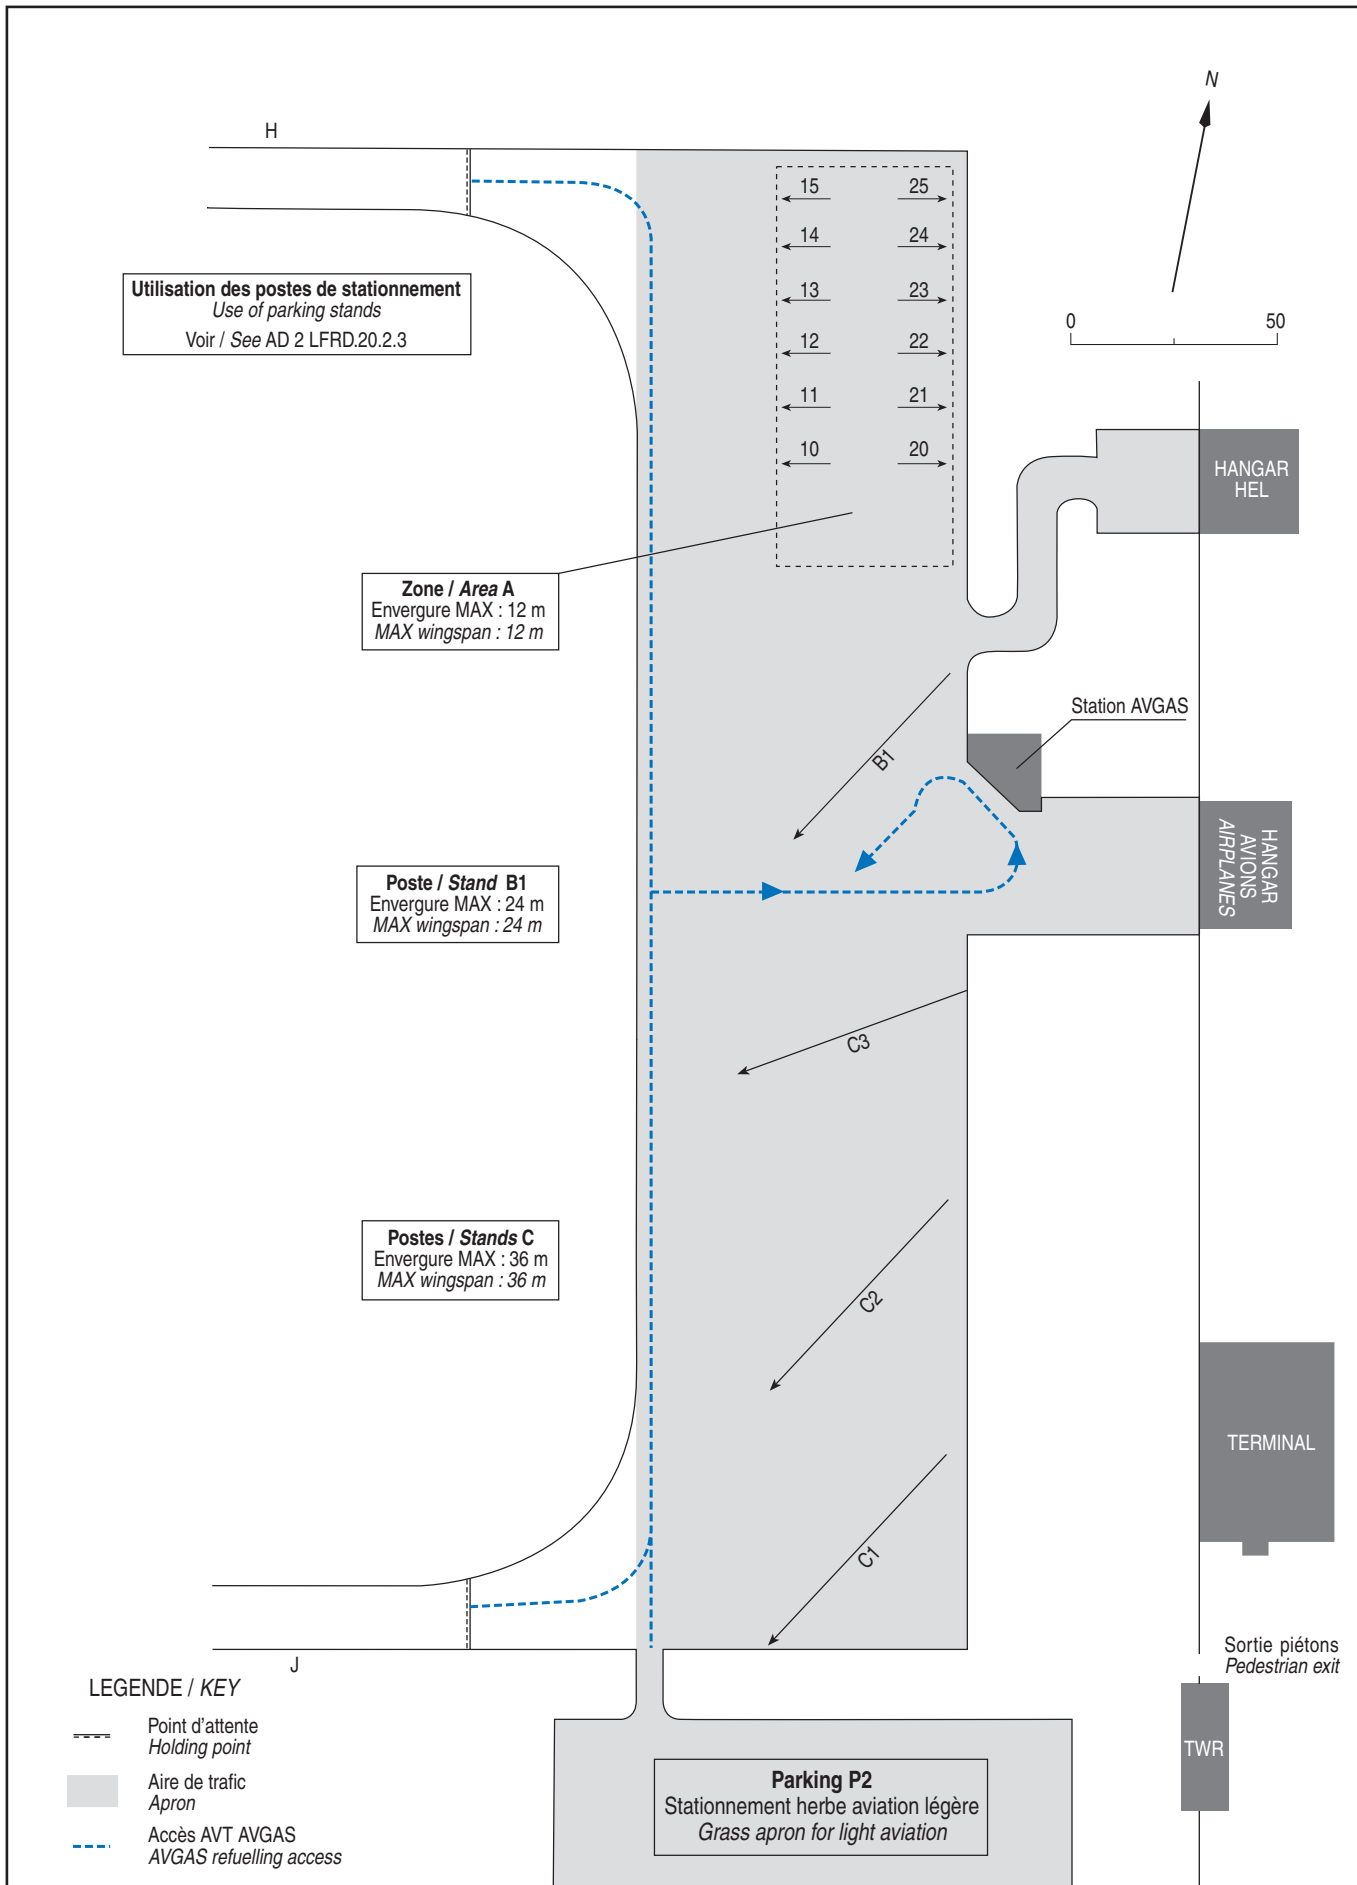 H
N
15 25
14 24
13 23
12 22
11 21
10 20
Utilisation des postes de stationnement
Use of parking stands
Voir / See AD 2 LFRD.20.2.3
0 50
HANGAR
HEL
Zone / Area A
Envergure MAX : 12 m
MAX wingspan : 12 m
Station AVGAS
B1
HANGAR
AVIONS
AIRPLANES
Poste / Stand B1
Envergure MAX : 24 m
MAX wingspan : 24 m
C3
Postes / Stands C
Envergure MAX : 36 m
MAX wingspan : 36 m
C2
TERMINAL
C1
Sortie piétons
Pedestrian exit
J
LEGENDE / KEY
Point d'attente
Holding point
Aire de trafic
Apron
Accès AVT AVGAS
AVGAS refuelling access
TWR
Parking P2
Stationnement herbe aviation légère
Grass apron for light aviation